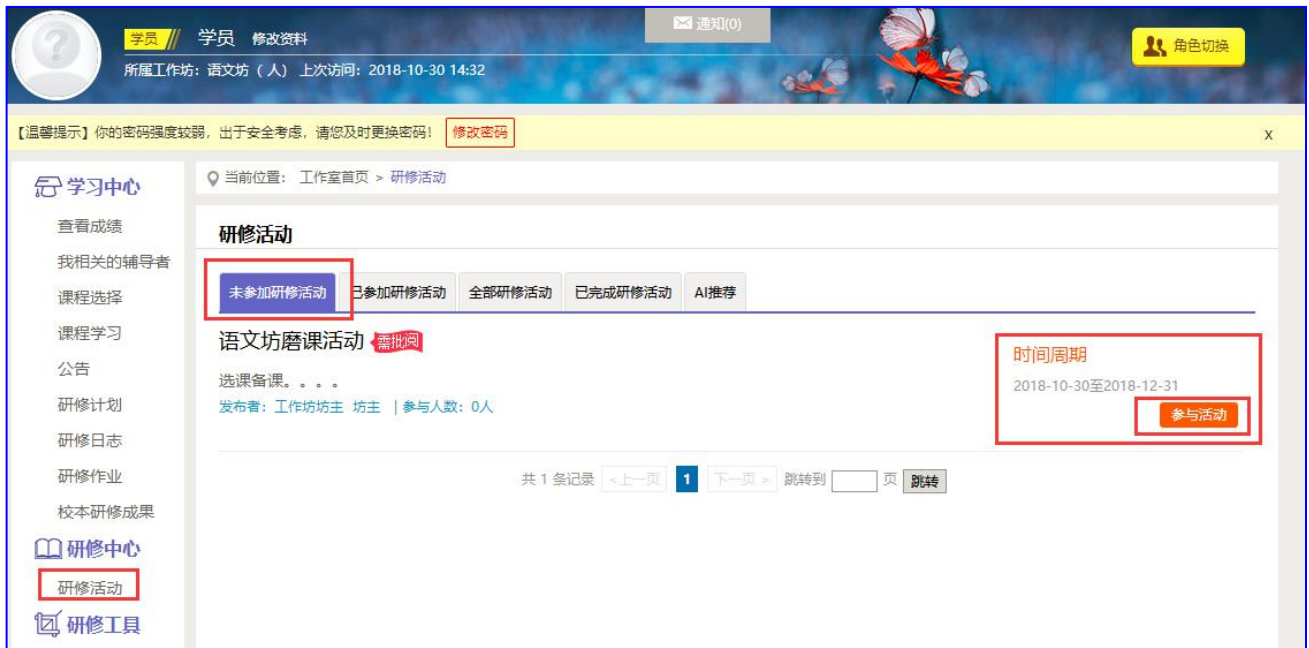 通知(0)
学员 学员 修改资料
角色切换
所属工作坊：语文坊（人） 上次访问：2018-10-30 14:32
【温馨提示】你的密码强度较弱，出于安全考虑，请您及时更换密码！ 修改密码 x
学习中心
查看成绩
我相关的辅导者
课程选择
课程学习
公告
研修计划
研修日志
研修作业
校本研修成果
研修中心
研修活动
研修工具
当前位置： 工作室首页 > 研修活动
研修活动
未参加研修活动 已参加研修活动 全部研修活动 已完成研修活动 AI推荐
语文坊磨课活动 需批阅
选课备课。。。。
发布者：工作坊坊主 坊主 |参与人数：0人
时间周期
2018-10-30至2018-12-31
参与活动
共 1 条记录 <上一页 1 下一页 > 跳转到 页 跳转